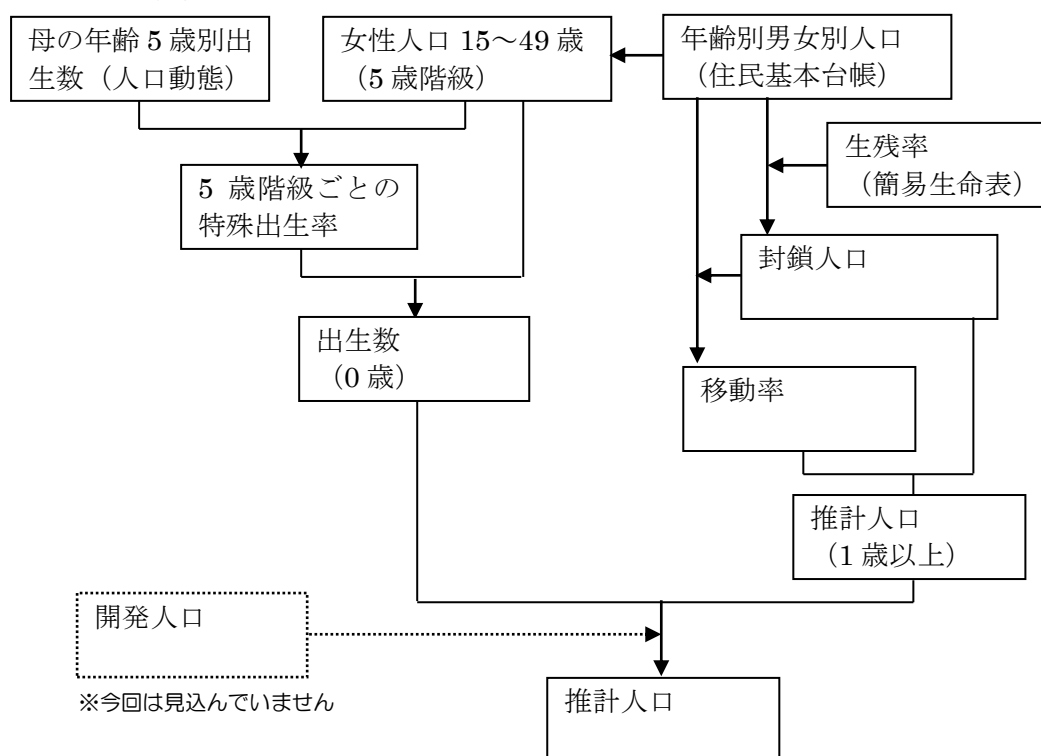 母の年齢 5 歳別出
生数（人口動態）
女性人口 15～49 歳
（5 歳階級）
年齢別男女別人口
（住民基本台帳）
生残率
（簡易生命表）
5 歳階級ごとの
特殊出生率
封鎖人口
出生数
（0 歳）
移動率
推計人口
（1 歳以上）
開発人口
※今回は見込んでいません
推計人口